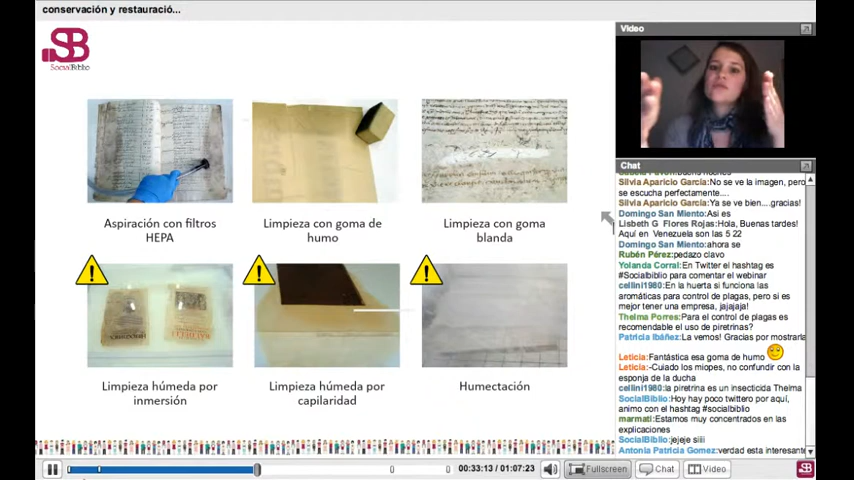 conservación y restauració...
SB
SocialBiblio
Aspiración con filtros
HEPA
Limpieza con goma de
humo
Limpieza con goma
blanda
Limpieza húmeda por
inmersión
Limpieza húmeda por
capilaridad
Humectación
Video
Chat
Silvia Aparicio García:No se ve la imagen, pero
se escucha perfectamente....
Silvia Aparicio García:Ya se ve bien....gracias!
Domingo San Miento:Asi es
Lisbeth G Flores Rojas:Hola, Buenas tardes!
Aquí en Venezuela son las 5 22
Domingo San Miento:ahora se
Rubén Pérez:pedazo clavo
Yolanda Corral:En Twitter el hashtag es
#SocialBiblio para comentar el webinar
cellini1980:En la huerta si funciona las
aromáticas para control de plagas, pero si es
mejor tener una empresa, jajajaja!
Thelma Porres:Para el control de plagas es
recomendable el uso de piretrinas?
Patricia Ibáñez:La vemos! Gracias por mostrarla
Leticia:Fantástica esa goma de humo
Leticia:-Cuiado los miopes, no confundir con la
esponja de la ducha
cellini1980:la piretrina es un insecticida Thelma
SocialBiblio:Hoy hay poco twittero por aquí,
animo con el hashtag #socialbiblio
marmati:Estamos muy concentrados en las
explicaciones
SocialBiblio:jejeje siii
Antonia Patricia Gomez:verdad esta interesante
00:33:13 / 01:07:23
Fullscreen
Chat
Video
SB